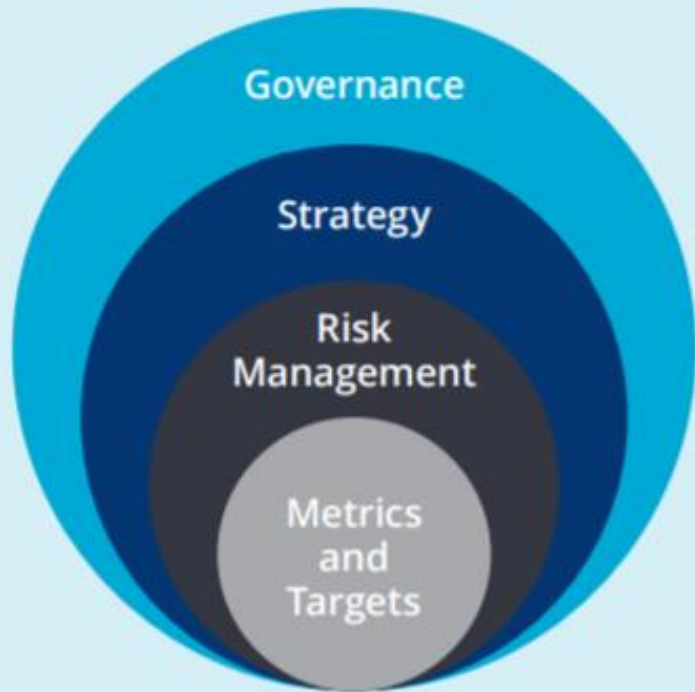 Governance
Strategy
Risk
Management
Metrics
and
Targets